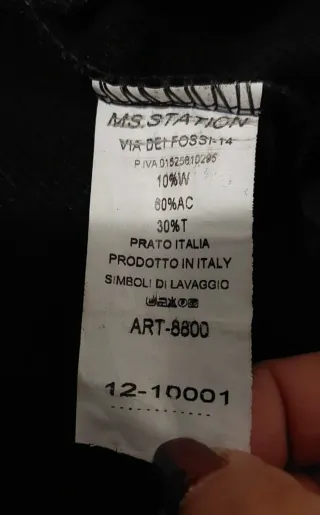 MS.STATION
VIA DEI FOSSI-14
P.IVA 01525610295
10%W
60%AC
30%T
PRATO ITALIA
PRODOTTO IN ITALY
SIMBOLI DI LAVAGGIO
ART-8800
12-10001